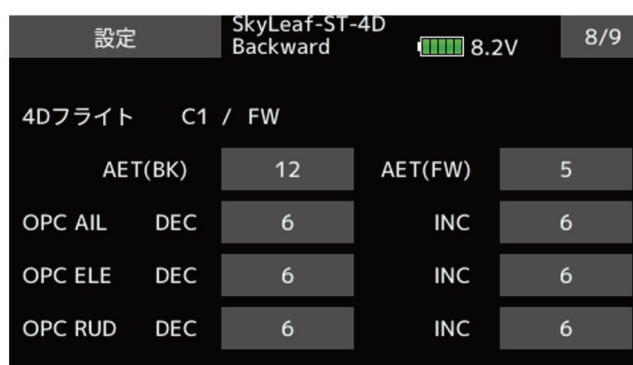 設定 SkyLeaf-ST-4D 8/9
Backward 8.2V
4Dフライト C1 / FW
AET(BK) 12 AET(FW) 5
OPC AIL DEC 6 INC 6
OPC ELE DEC 6 INC 6
OPC RUD DEC 6 INC 6